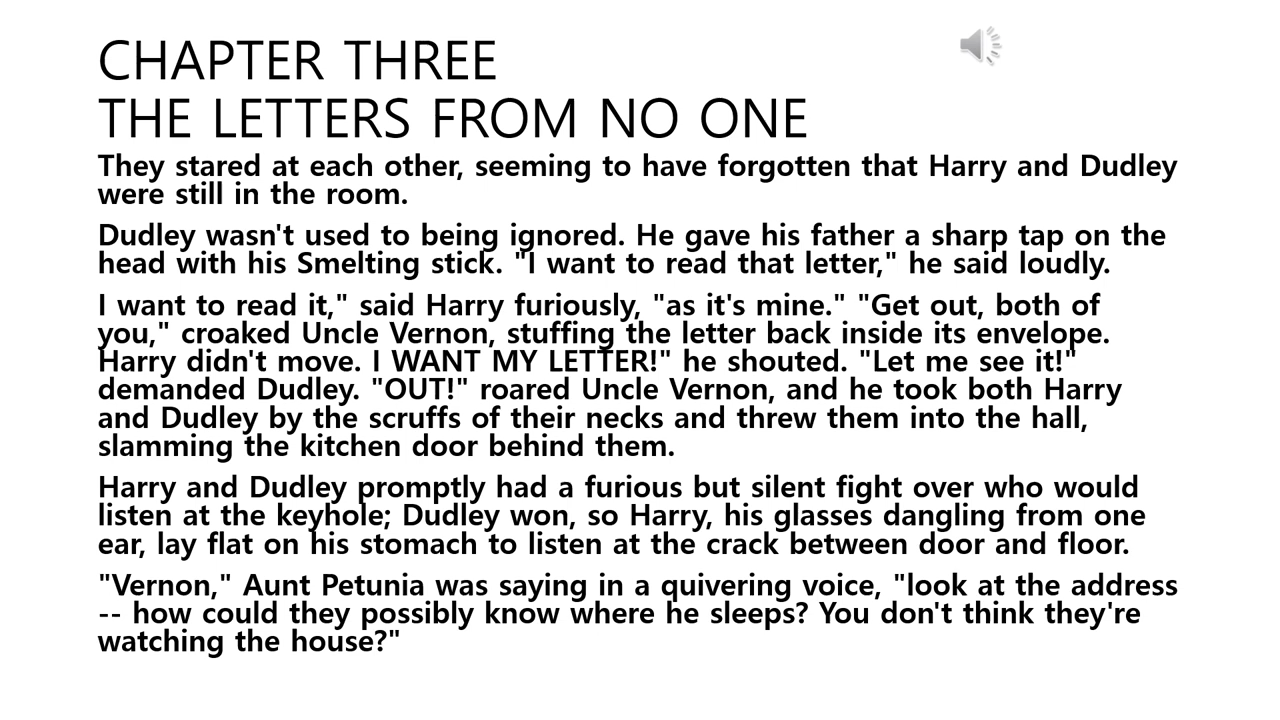 CHAPTER THREE
THE LETTERS FROM NO ONE
They stared at each other, seeming to have forgotten that Harry and Dudley
were still in the room.
Dudley wasn't used to being ignored. He gave his father a sharp tap on the
head with his Smelting stick. "I want to read that letter," he said loudly.
I want to read it," said Harry furiously, "as it's mine." "Get out, both of
you," croaked Uncle Vernon, stuffing the letter back inside its envelope.
Harry didn't move. I WANT MY LETTER!" he shouted. "Let me see it!"
demanded Dudley. "OUT!" roared Uncle Vernon, and he took both Harry
and Dudley by the scruffs of their necks and threw them into the hall,
slamming the kitchen door behind them.
Harry and Dudley promptly had a furious but silent fight over who would
listen at the keyhole; Dudley won, so Harry, his glasses dangling from one
ear, lay flat on his stomach to listen at the crack between door and floor.
"Vernon," Aunt Petunia was saying in a quivering voice, "look at the address
-- how could they possibly know where he sleeps? You don't think they're
watching the house?"